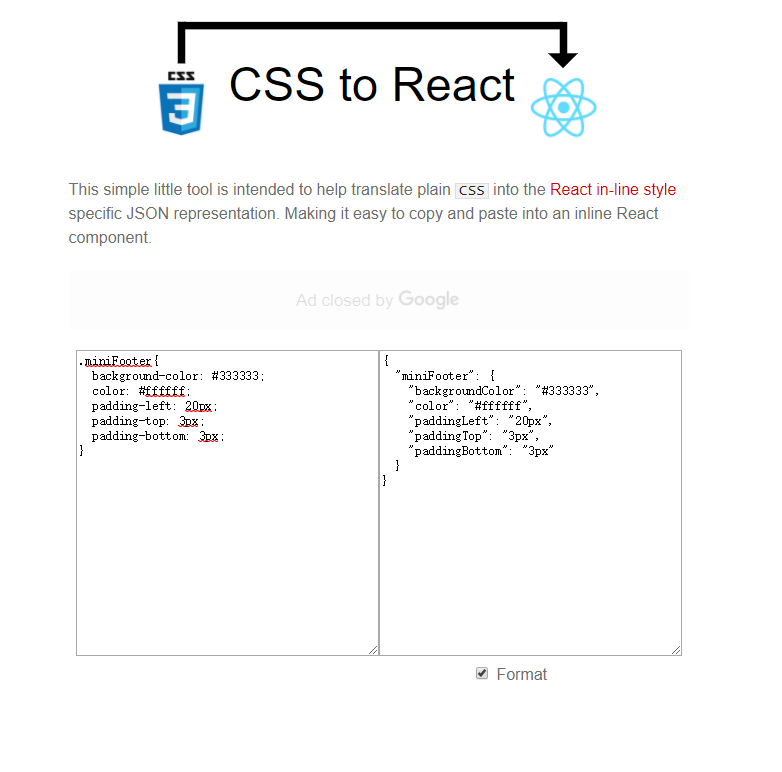 CSS
3
CSS to React
This simple little tool is intended to help translate plain CSS into the React in-line style
specific JSON representation. Making it easy to copy and paste into an inline React
component.
Ad closed by Google
.miniFooter{
  background-color: #333333;
  color: #ffffff;
  padding-left: 20px;
  padding-top: 3px;
  padding-bottom: 3px;
}
{
  "miniFooter": {
    "backgroundColor": "#333333",
    "color": "#ffffff",
    "paddingLeft": "20px",
    "paddingTop": "3px",
    "paddingBottom": "3px"
  }
}
Format